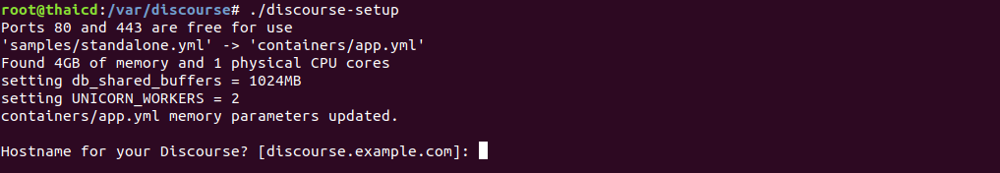 root@thaicd:/var/discourse# ./discourse-setup
Ports 80 and 443 are free for use
'samples/standalone.yml' -> 'containers/app.yml'
Found 4GB of memory and 1 physical CPU cores
setting db_shared_buffers = 1024MB
setting UNICORN_WORKERS = 2
containers/app.yml memory parameters updated.
Hostname for your Discourse? [discourse.example.com]: